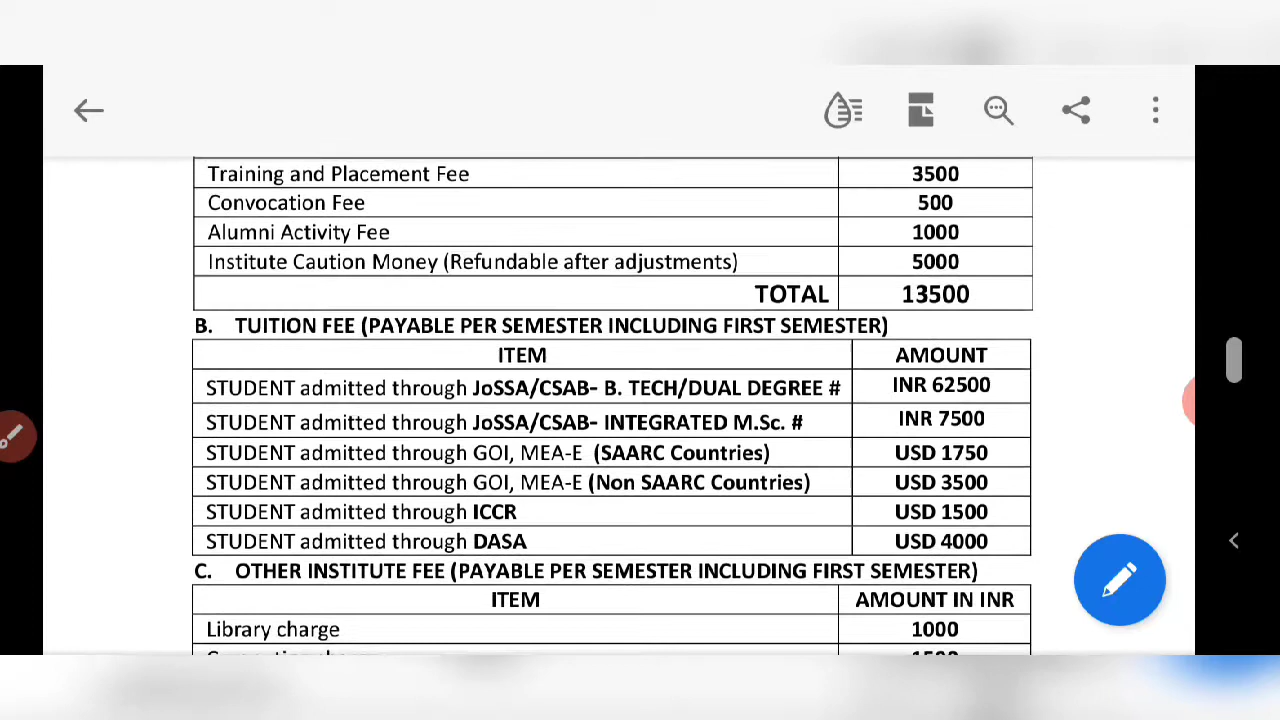 Training and Placement Fee 3500
Convocation Fee 500
Alumni Activity Fee 1000
Institute Caution Money (Refundable after adjustments) 5000
TOTAL 13500
B. TUITION FEE (PAYABLE PER SEMESTER INCLUDING FIRST SEMESTER)
ITEM AMOUNT
STUDENT admitted through JoSSA/CSAB- B. TECH/DUAL DEGREE # INR 62500
STUDENT admitted through JoSSA/CSAB- INTEGRATED M.Sc. # INR 7500
STUDENT admitted through GOI, MEA-E (SAARC Countries) USD 1750
STUDENT admitted through GOI, MEA-E (Non SAARC Countries) USD 3500
STUDENT admitted through ICCR USD 1500
STUDENT admitted through DASA USD 4000
C. OTHER INSTITUTE FEE (PAYABLE PER SEMESTER INCLUDING FIRST SEMESTER)
ITEM AMOUNT IN INR
Library charge 1000